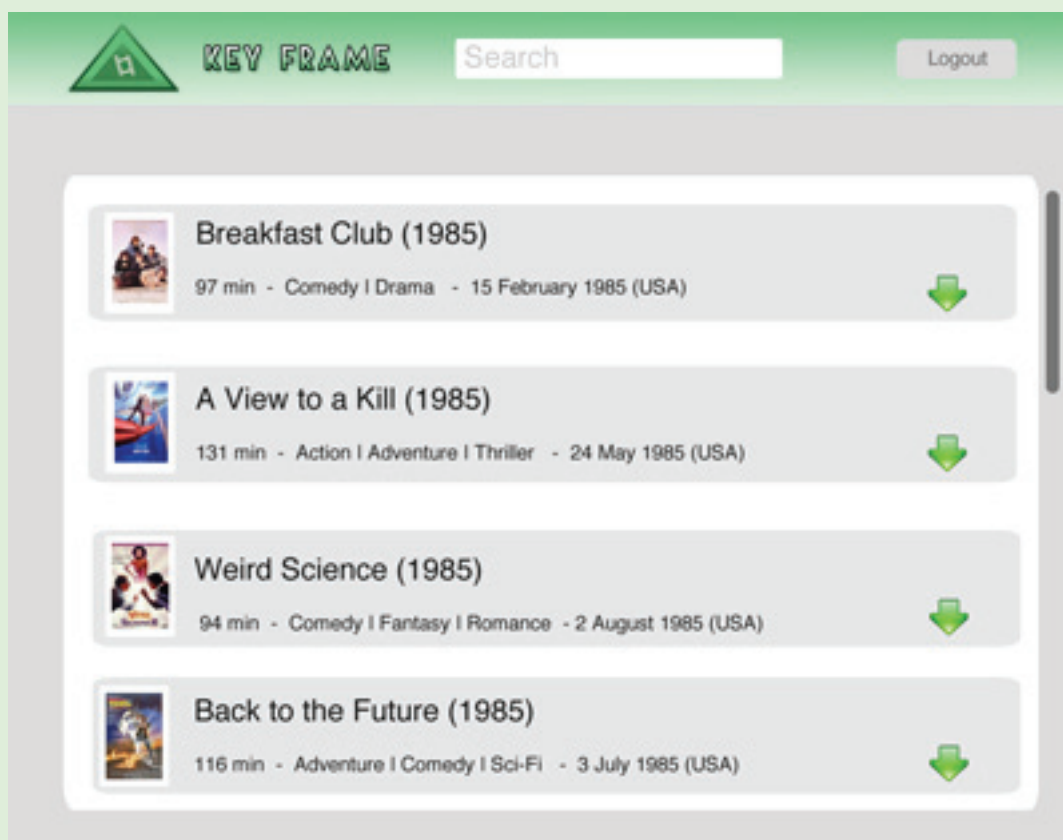 KEY FRAME
Search
Logout
Breakfast Club (1985)
97 min - Comedy | Drama - 15 February 1985 (USA)
A View to a Kill (1985)
131 min - Action | Adventure | Thriller - 24 May 1985 (USA)
Weird Science (1985)
94 min - Comedy | Fantasy | Romance - 2 August 1985 (USA)
Back to the Future (1985)
116 min - Adventure | Comedy | Sci-Fi - 3 July 1985 (USA)